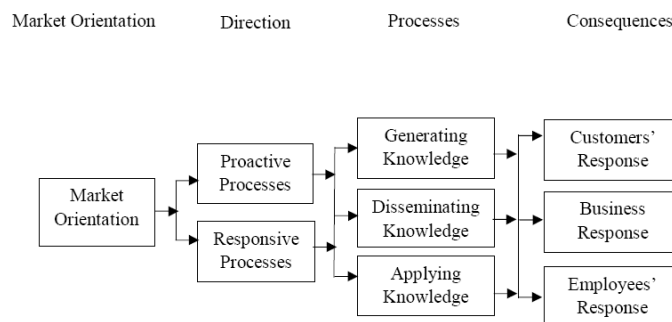 Market Orientation Direction Processes Consequences
Generating
Knowledge
Customers’
Response
Proactive
Processes
Market
Orientation
Disseminating
Knowledge
Business
Response
Responsive
Processes
Applying
Knowledge
Employees’
Response